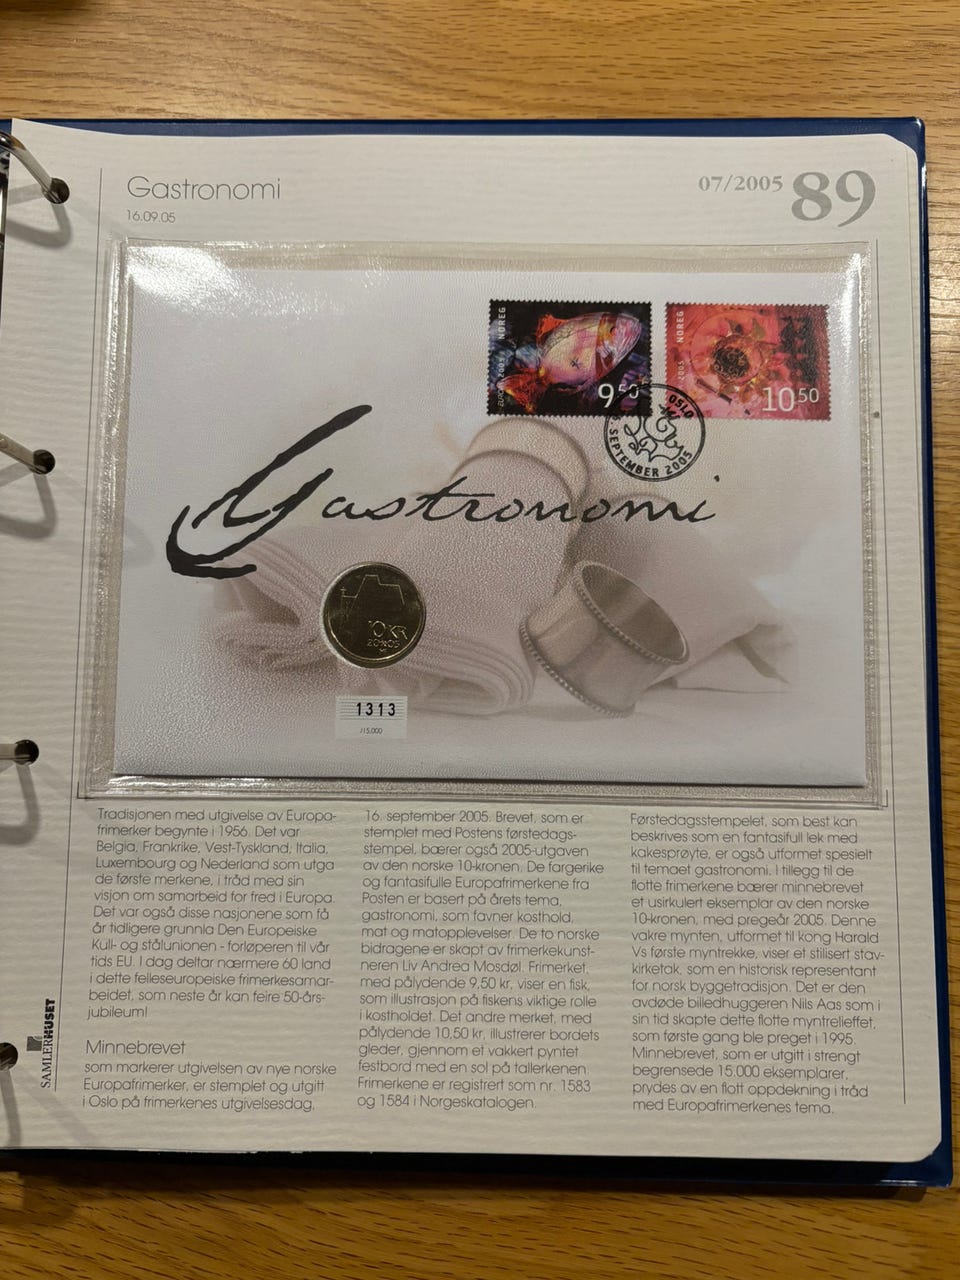 Gastronomi
16.09.05
07/2005 89
EUROPA 2005 NOREG
9⁵⁰
2005 NOREG
10⁵⁰
OSLO
SEPTEMBER 2005
Gastronomi
10 KR
20 05
1313
/15.000
Tradisjonen med utgivelse av Europa-
frimerker begynte i 1956. Det var
Belgia, Frankrike, Vest-Tyskland, Italia,
Luxembourg og Nederland som utga
de første merkene, i tråd med sin
visjon om samarbeid for fred i Europa.
Det var også disse nasjonene som få
år tidligere grunnla Den Europeiske
Kull- og stålunionen - forløperen til vår
tids EU. I dag deltar nærmere 60 land
i dette felleseuropeiske frimerkesamar-
beidet, som neste år kan feire 50-års-
jubileum!
Minnebrevet
som markerer utgivelsen av nye norske
Europafrimerker, er stemplet og utgitt
i Oslo på frimerkenes utgivelsesdag,
16. september 2005. Brevet, som er
stemplet med Postens førstedags-
stempel, bærer også 2005-utgaven
av den norske 10-kronen. De fargerike
og fantasifulle Europafrimerkene fra
Posten er basert på årets tema,
gastronomi, som favner kosthold,
mat og matopplevelser. De to norske
bidragene er skapt av frimerkekunst-
neren Liv Andrea Mosdøl. Frimerket,
med pålydende 9,50 kr, viser en fisk,
som illustrasjon på fiskens viktige rolle
i kostholdet. Det andre merket, med
pålydende 10,50 kr, illustrerer bordets
gleder, gjennom et vakkert pyntet
festbord med en sol på tallerkenen.
Frimerkene er registrert som nr. 1583
og 1584 i Norgeskatalogen.
Førstedagsstempelet, som best kan
beskrives som en fantasifull lek med
kakesprøyte, er også utformet spesielt
til temaet gastronomi. I tillegg til de
flotte frimerkene bærer minnebrevet
et usirkulert eksemplar av den norske
10-kronen, med pregeår 2005. Denne
vakre mynten, utformet til kong Harald
Vs første myntrekke, viser et stilisert stav-
kirketak, som en historisk representant
for norsk byggetradisjon. Det er den
avdøde billedhuggeren Nils Aas som i
sin tid skapte dette flotte myntrelieffet,
som første gang ble preget i 1995.
Minnebrevet, som er utgitt i strengt
begrensede 15.000 eksemplarer,
prydes av en flott oppdekning i tråd
med Europafrimerkenes tema.
SAMLERHUSET